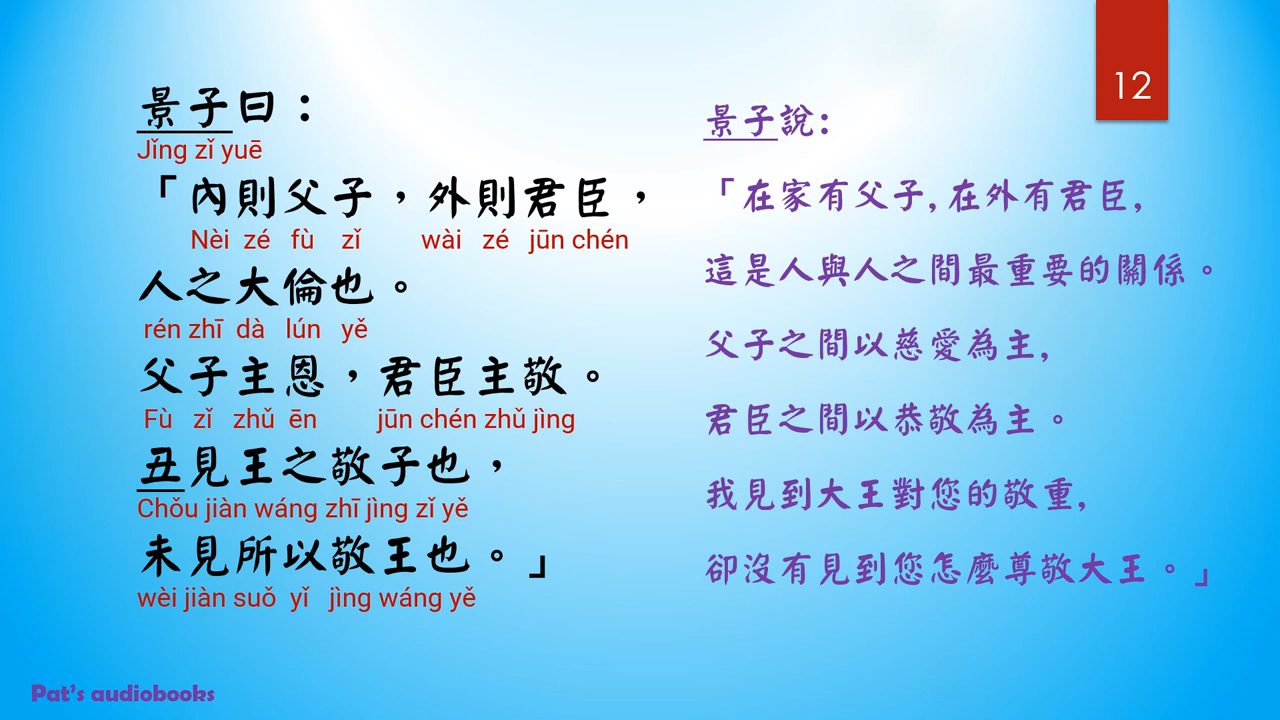 景子曰：
Jǐng zǐ yuē
「內則父子，外則君臣，
Nèi zé fù zǐ wài zé jūn chén
人之大倫也。
rén zhī dà lún yě
父子主恩，君臣主敬。
Fù zǐ zhǔ ēn jūn chén zhǔ jìng
丑見王之敬子也，
Chǒu jiàn wáng zhī jìng zǐ yě
未見所以敬王也。」
wèi jiàn suǒ yǐ jìng wáng yě
12
景子說:
「在家有父子,在外有君臣,
這是人與人之間最重要的關係。
父子之間以慈愛為主,
君臣之間以恭敬為主。
我見到大王對您的敬重,
卻沒有見到您怎麼尊敬大王。」
Pat's audiobooks